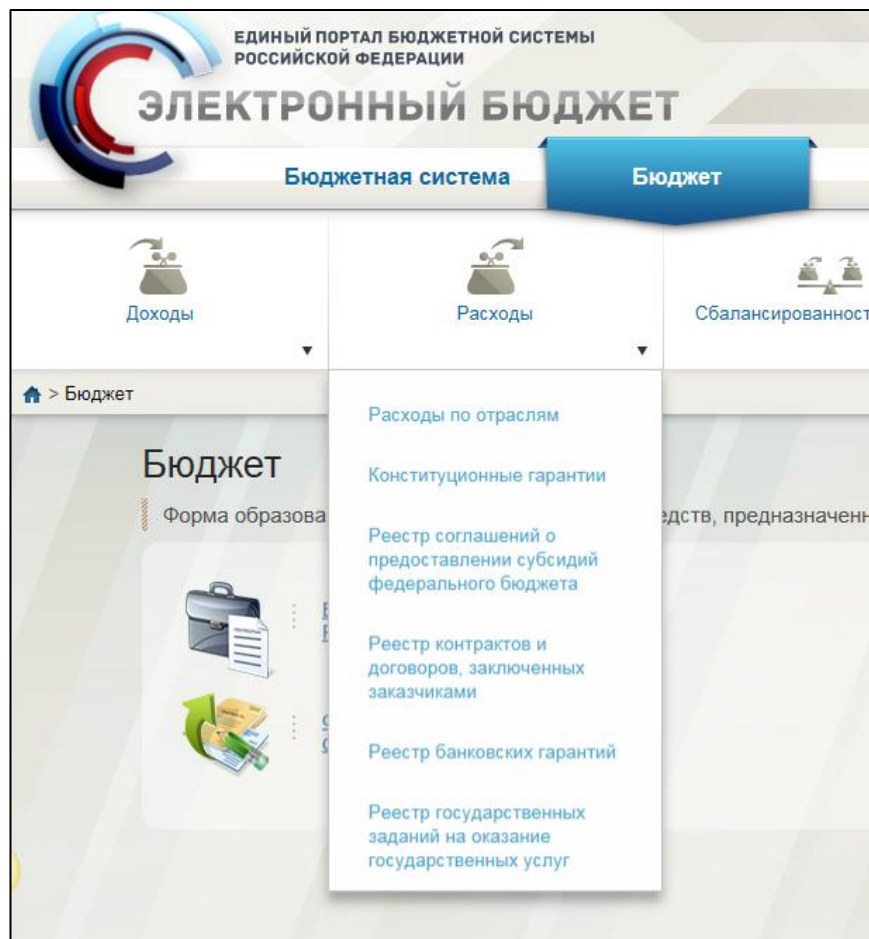 ЕДИНЫЙ ПОРТАЛ БЮДЖЕТНОЙ СИСТЕМЫ
РОССИЙСКОЙ ФЕДЕРАЦИИ
ЭЛЕКТРОННЫЙ БЮДЖЕТ
Бюджетная система
Бюджет
Доходы
Расходы
Сбалансированност
> Бюджет
Расходы по отраслям
Конституционные гарантии
Реестр соглашений о
предоставлении субсидий
федерального бюджета
Реестр контрактов и
договоров, заключенных
заказчиками
Реестр банковских гарантий
Реестр государственных
заданий на оказание
государственных услуг
Бюджет
Форма образова
едств, предназначенн